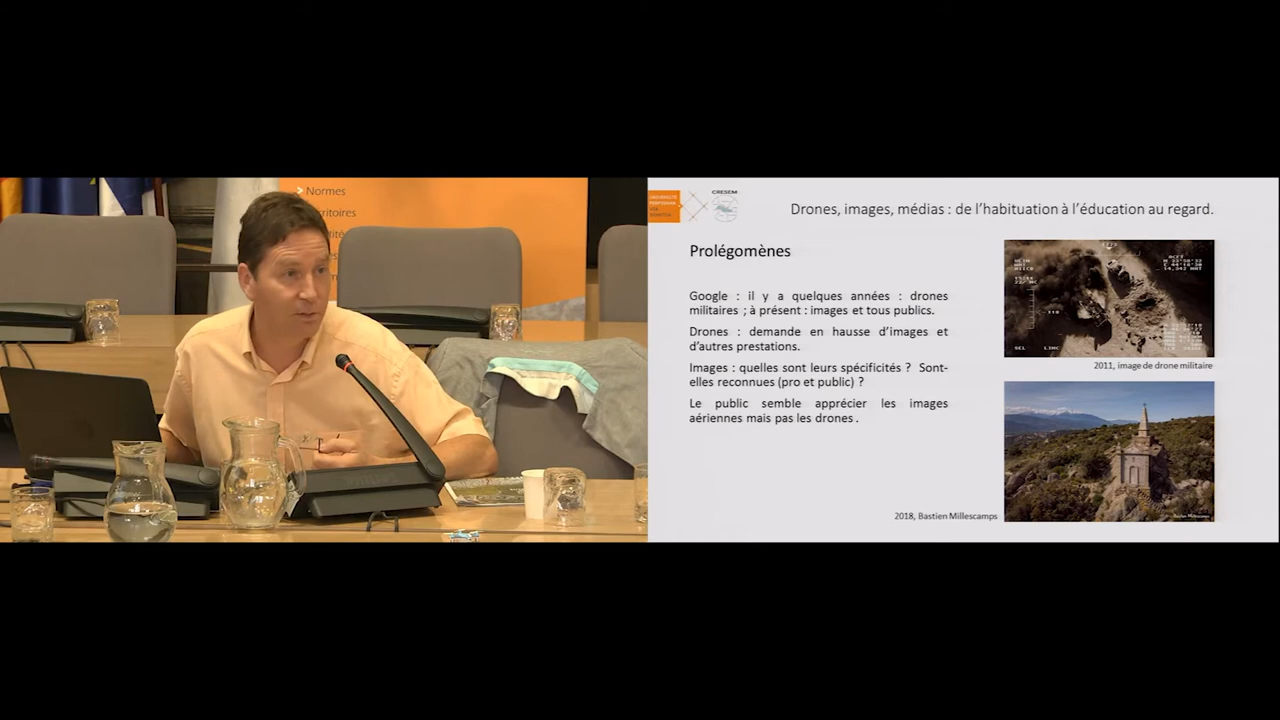 Normes
CRESEM
Drones, images, médias : de l'habituation à l'éducation au regard.
Prolégomènes
Google : il y a quelques années : drones
militaires ; à présent : images et tous publics.
Drones : demande en hausse d'images et
d'autres prestations.
Images : quelles sont leurs spécificités ? Sont-
elles reconnues (pro et public) ?
Le public semble apprécier les images
aériennes mais pas les drones .
2011, image de drone militaire
2018, Bastien Millescamps